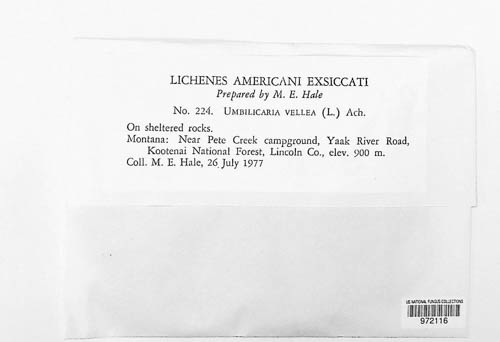 LICHENES AMERICANI EXSICCATI
Prepared by M. E. Hale
No. 224. UMBILICARIA VELLEA (L.) Ach.
On sheltered rocks.
Montana: Near Pete Creek campground, Yaak River Road,
Kootenai National Forest, Lincoln Co., elev. 900 m.
Coll. M. E. Hale, 26 July 1977
US NATIONAL FUNGUS COLLECTIONS
972116